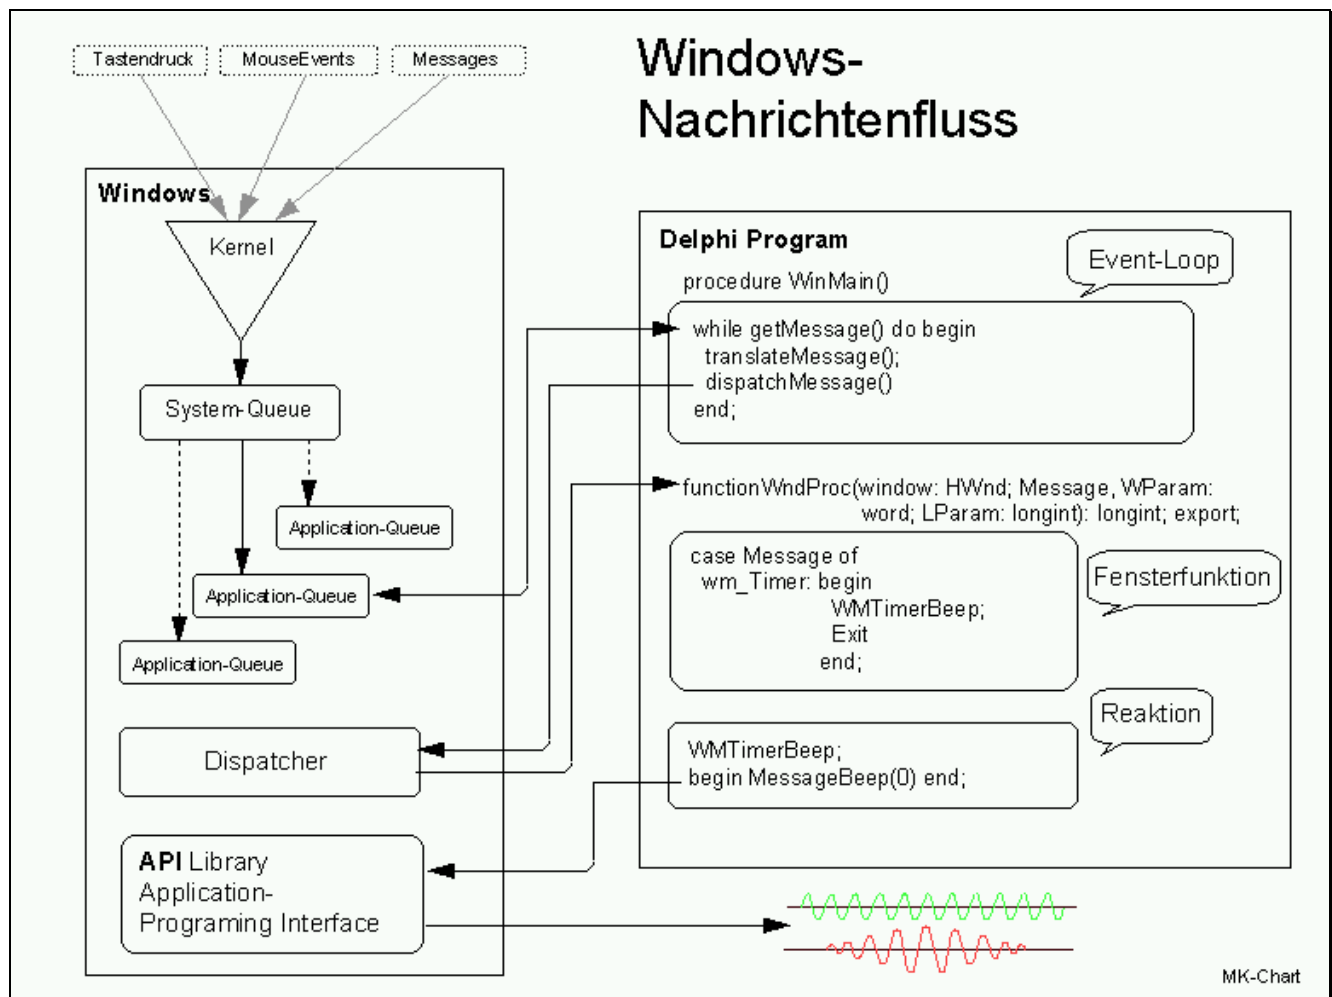 Tastendruck
MouseEvents
Messages
Windows-
Nachrichtenfluss
Windows
Kernel
System-Queue
Application-Queue
Application-Queue
Application-Queue
Dispatcher
API Library
Application-
Programing Interface
Delphi Program
Event-Loop
procedure WinMain()
while getMessage() do begin
translateMessage();
dispatchMessage()
end;
functionWndProc(window: HWnd; Message, WParam:
word; LParam: longint): longint; export;
case Message of
wm_Timer: begin
WMTimerBeep;
Exit
end;
Fensterfunktion
Reaktion
WMTimerBeep;
begin MessageBeep(0) end;
MK-Chart